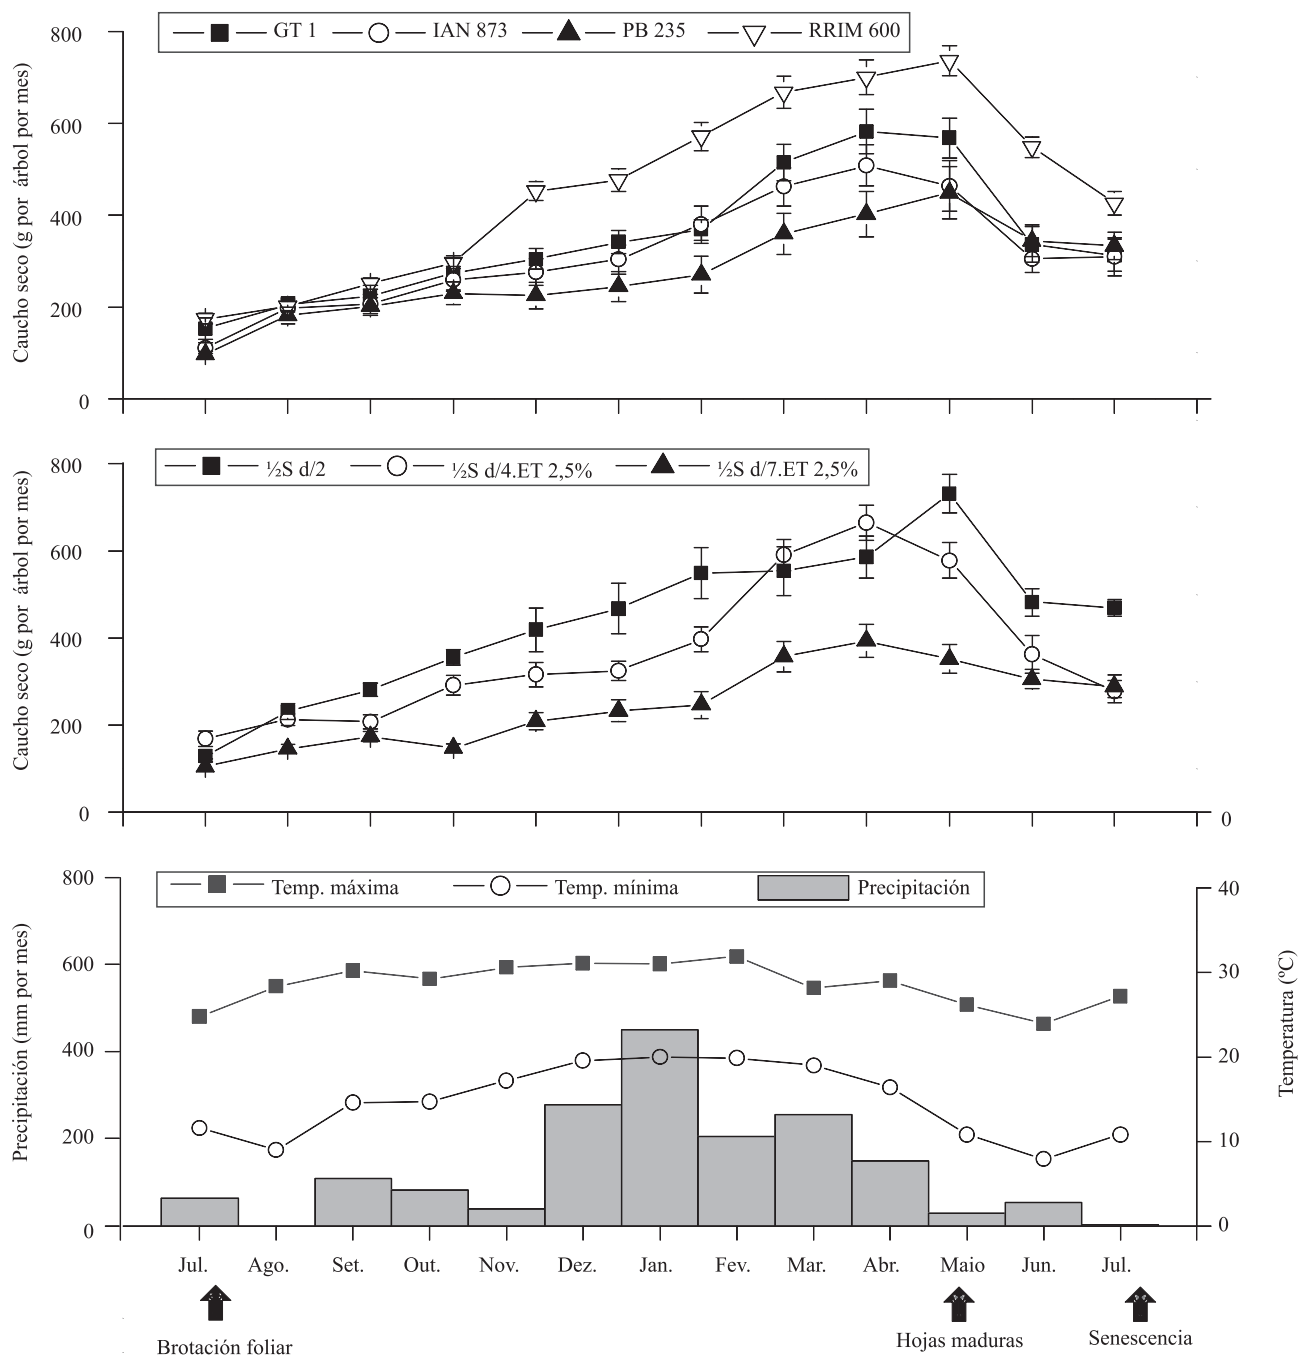 GT 1 IAN 873 PB 235 RRIM 600
Caucho seco (g por árbol por mes)
800
600
400
200
0
½S d/2 ½S d/4.ET 2,5% ½S d/7.ET 2,5%
Caucho seco (g por árbol por mes)
800
600
400
200
0
0
Temp. máxima Temp. mínima Precipitación
Precipitación (mm por mes)
800
600
400
200
0
40
30
20
10
0
Temperatura (ºC)
Jul. Ago. Set. Out. Nov. Dez. Jan. Fev. Mar. Abr. Maio Jun. Jul.
Brotación foliar Hojas maduras Senescencia